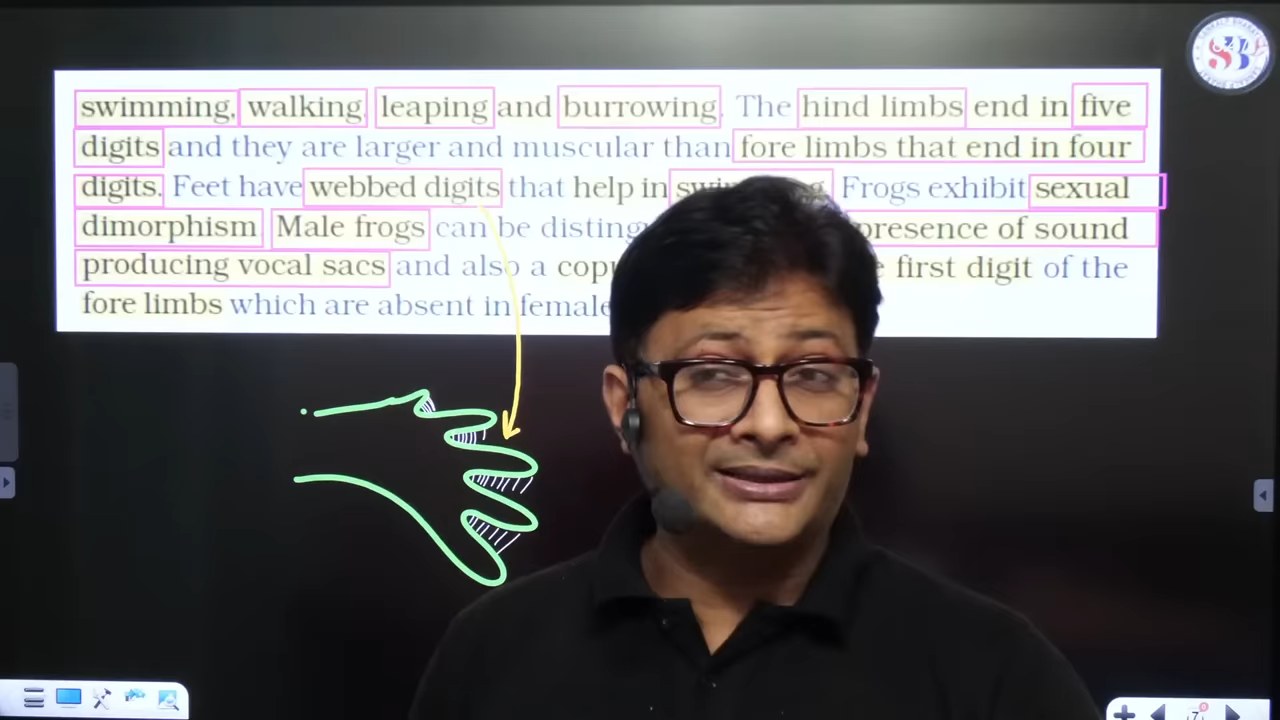 swimming, walking, leaping and burrowing. The hind limbs end in five
digits and they are larger and muscular than fore limbs that end in four
digits. Feet have webbed digits that help in Frogs exhibit sexual
dimorphism. Male frogs can be presence of sound
producing vocal sacs and also a first digit of the
fore limbs which are absent in
7